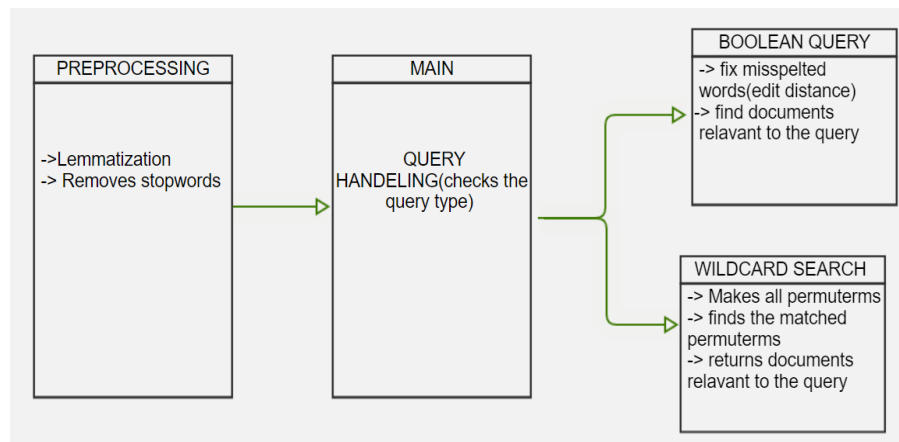 PREPROCESSING
->Lemmatization
-> Removes stopwords
MAIN
QUERY
HANDELING(checks the
query type)
BOOLEAN QUERY
-> fix misspelted
words(edit distance)
-> find documents
relavant to the query
WILDCARD SEARCH
-> Makes all permuterms
-> finds the matched
permuterms
-> returns documents
relavant to the query